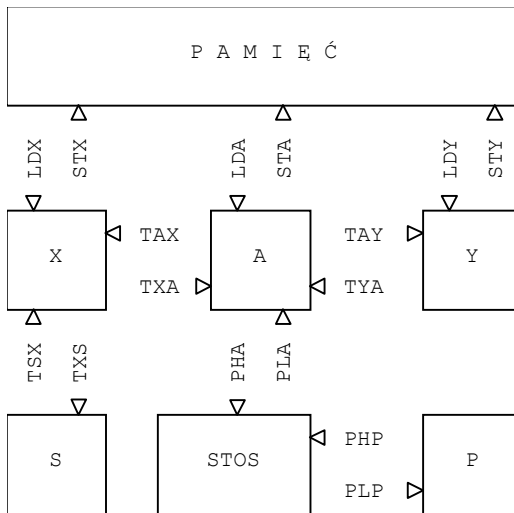 P A M I Ę Ć
LDX STX LDA STA LDY STY
TAX TAY
X A Y
TXA TYA
TSX TXS PHA PLA
PHP
S STOS P
PLP